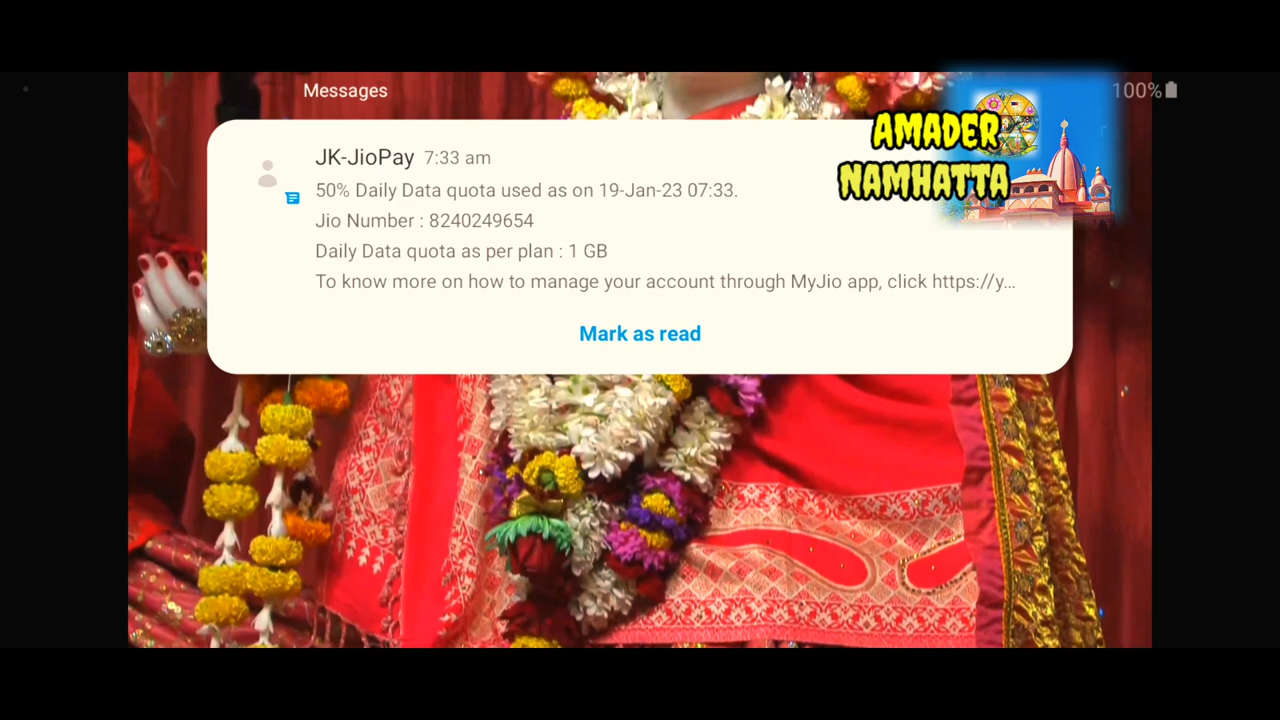 Messages
100%
AMADER
NAMHATTA
JK-JioPay 7:33 am
50% Daily Data quota used as on 19-Jan-23 07:33.
Jio Number : 8240249654
Daily Data quota as per plan : 1 GB
To know more on how to manage your account through MyJio app, click https://y…
Mark as read